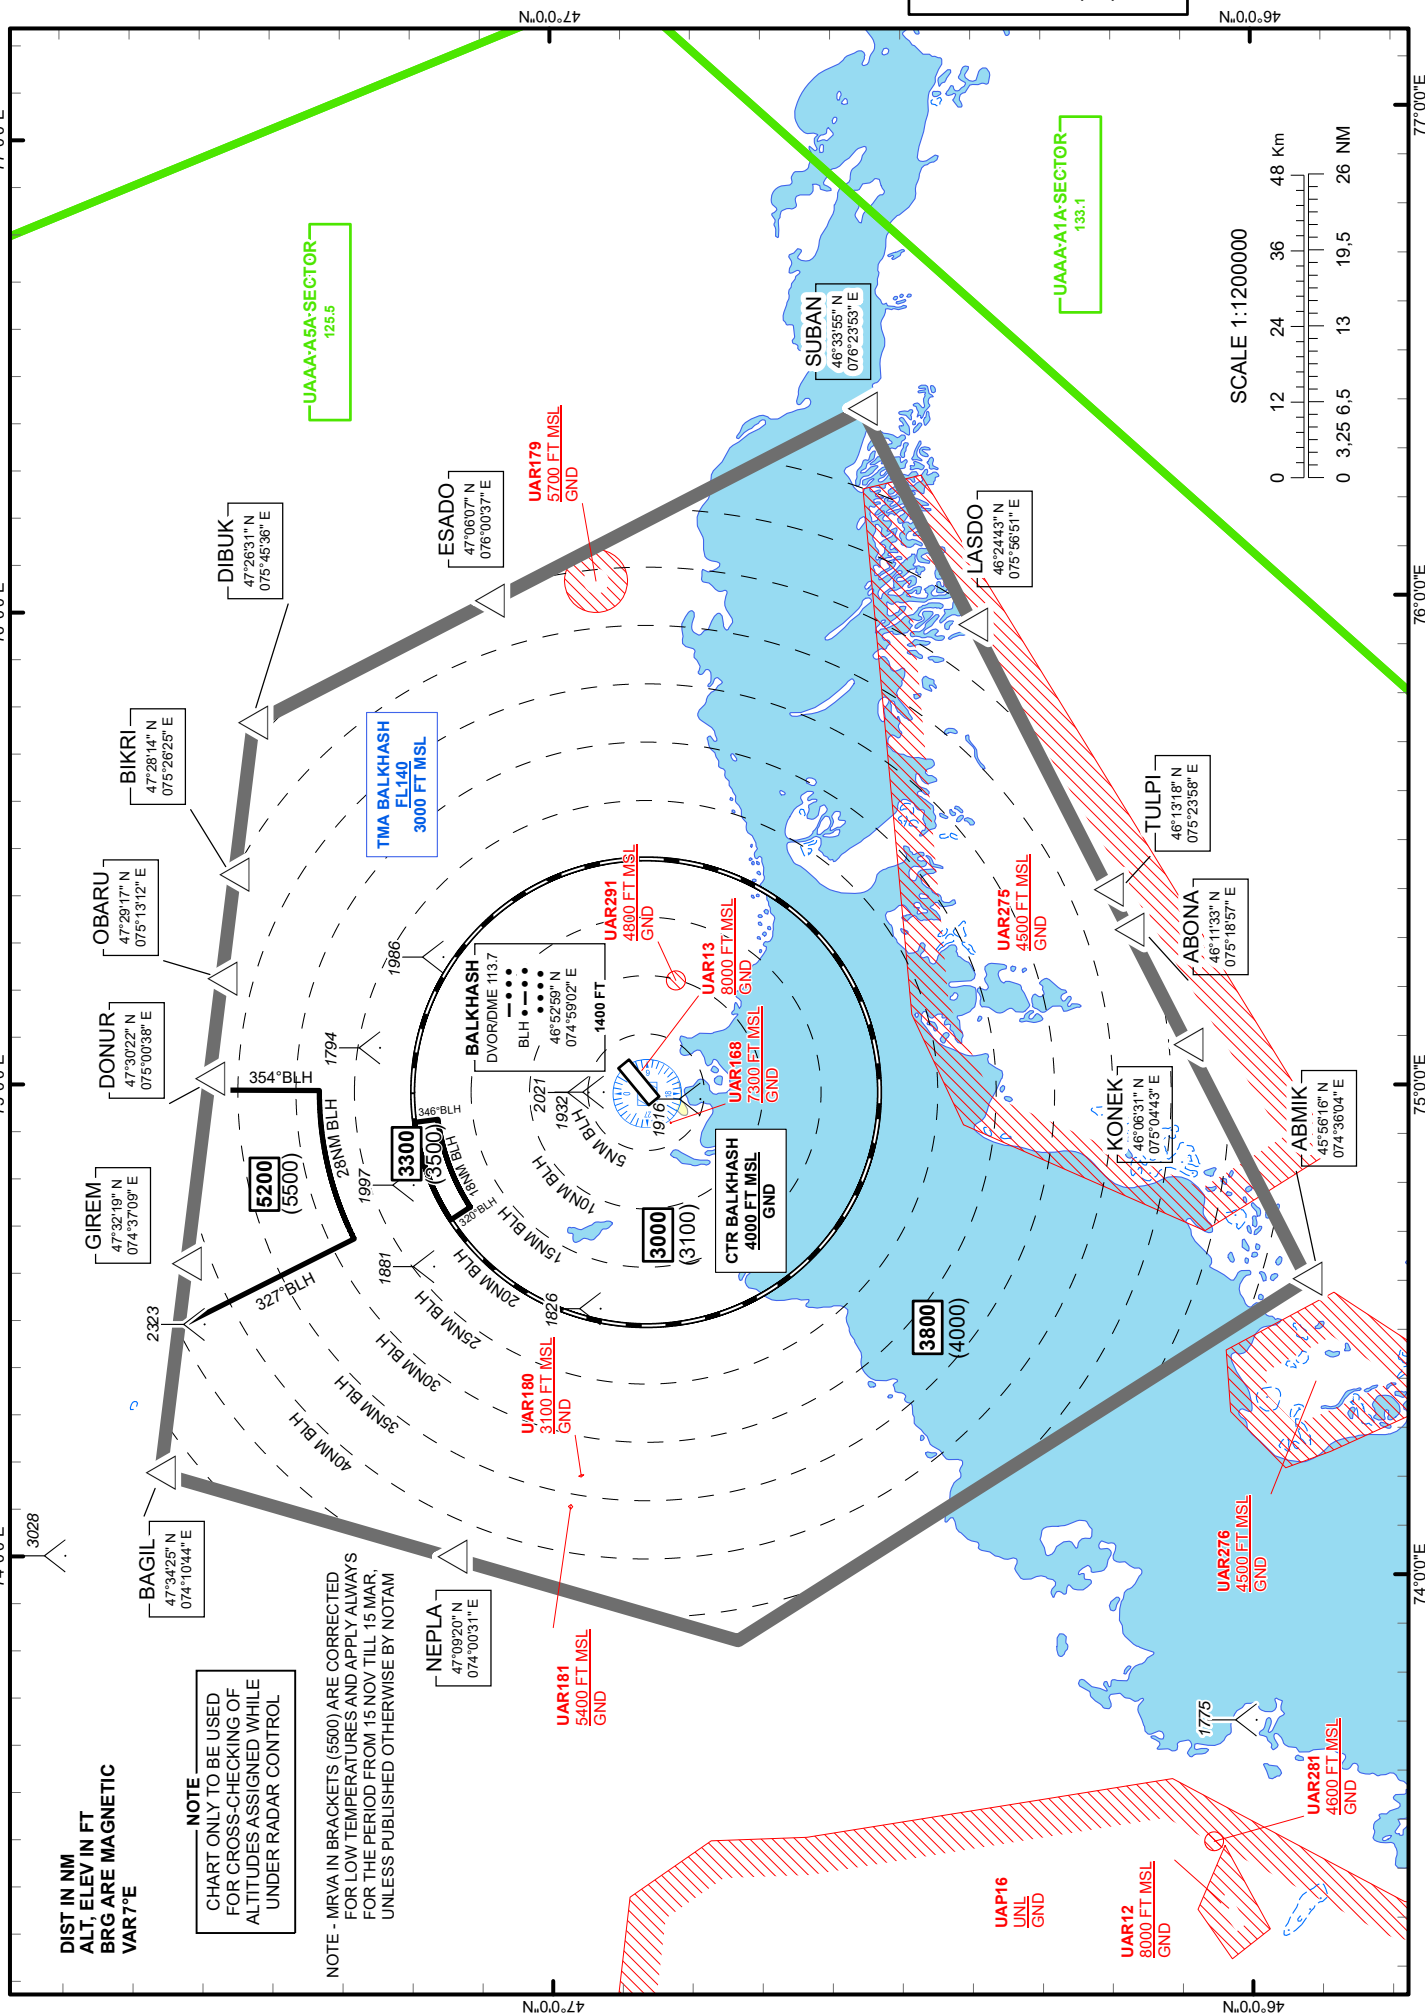 DIST IN NM
ALT, ELEV IN FT
BRG ARE MAGNETIC
VAR7°E
NOTE
CHART ONLY TO BE USED
FOR CROSS-CHECKING OF
ALTITUDES ASSIGNED WHILE
UNDER RADAR CONTROL
NOTE - MRVA IN BRACKETS (5500) ARE CORRECTED
FOR LOW TEMPERATURES AND APPLY ALWAYS
FOR THE PERIOD FROM 15 NOV TILL 15 MAR,
UNLESS PUBLISHED OTHERWISE BY NOTAM
3028
BAGIL
47°34'25" N
074°10'44" E
NEPLA
47°09'20" N
074°00'31" E
2323
GIREM
47°32'19" N
074°37'09" E
DONUR
47°30'22" N
075°00'38" E
OBARU
47°29'17" N
075°13'12" E
BIKRI
47°28'14" N
075°26'25" E
DIBUK
47°26'31" N
075°45'36" E
ESADO
47°06'07" N
076°00'37" E
SUBAN
46°33'55" N
076°23'53" E
LASDO
46°24'43" N
075°56'51" E
TULPI
46°13'18" N
075°23'58" E
ABONA
46°11'33" N
075°18'57" E
KONEK
46°06'31" N
075°04'43" E
ABMIK
45°56'16" N
074°36'04" E
327°BLH
354°BLH
28NM BLH
5200
(5500)
3300
(3500)
346°BLH
320°BLH
18NM BLH
3000
(3100)
3800
(4000)
5NM BLH
10NM BLH
15NM BLH
20NM BLH
25NM BLH
30NM BLH
35NM BLH
40NM BLH
1997
1881
1826
1794
1986
2021
1932
1916
1775
BALKHASH
DVOR/DME 113.7
BLH
46°52'59" N
074°59'02" E
1400 FT
TMA BALKHASH
FL140
3000 FT MSL
CTR BALKHASH
4000 FT MSL
GND
UAAA-A5A-SECTOR
125.5
UAAA-A1A-SECTOR
133.1
UAR179
5700 FT MSL
GND
UAR291
4800 FT MSL
GND
UAR13
8000 FT MSL
GND
UAR168
7300 FT MSL
GND
UAR180
3100 FT MSL
GND
UAR181
5400 FT MSL
GND
UAR275
4500 FT MSL
GND
UAR276
4500 FT MSL
GND
UAR281
4600 FT MSL
GND
UAR12
8000 FT MSL
GND
UAP16
UNL
GND
SCALE 1:1200000
0 12 24 36 48 Km
0 3,25 6,5 13 19,5 26 NM
47°0'0"N
46°0'0"N
47°0'0"N
46°0'0"N
74°0'0"E
75°0'0"E
76°0'0"E
77°0'0"E